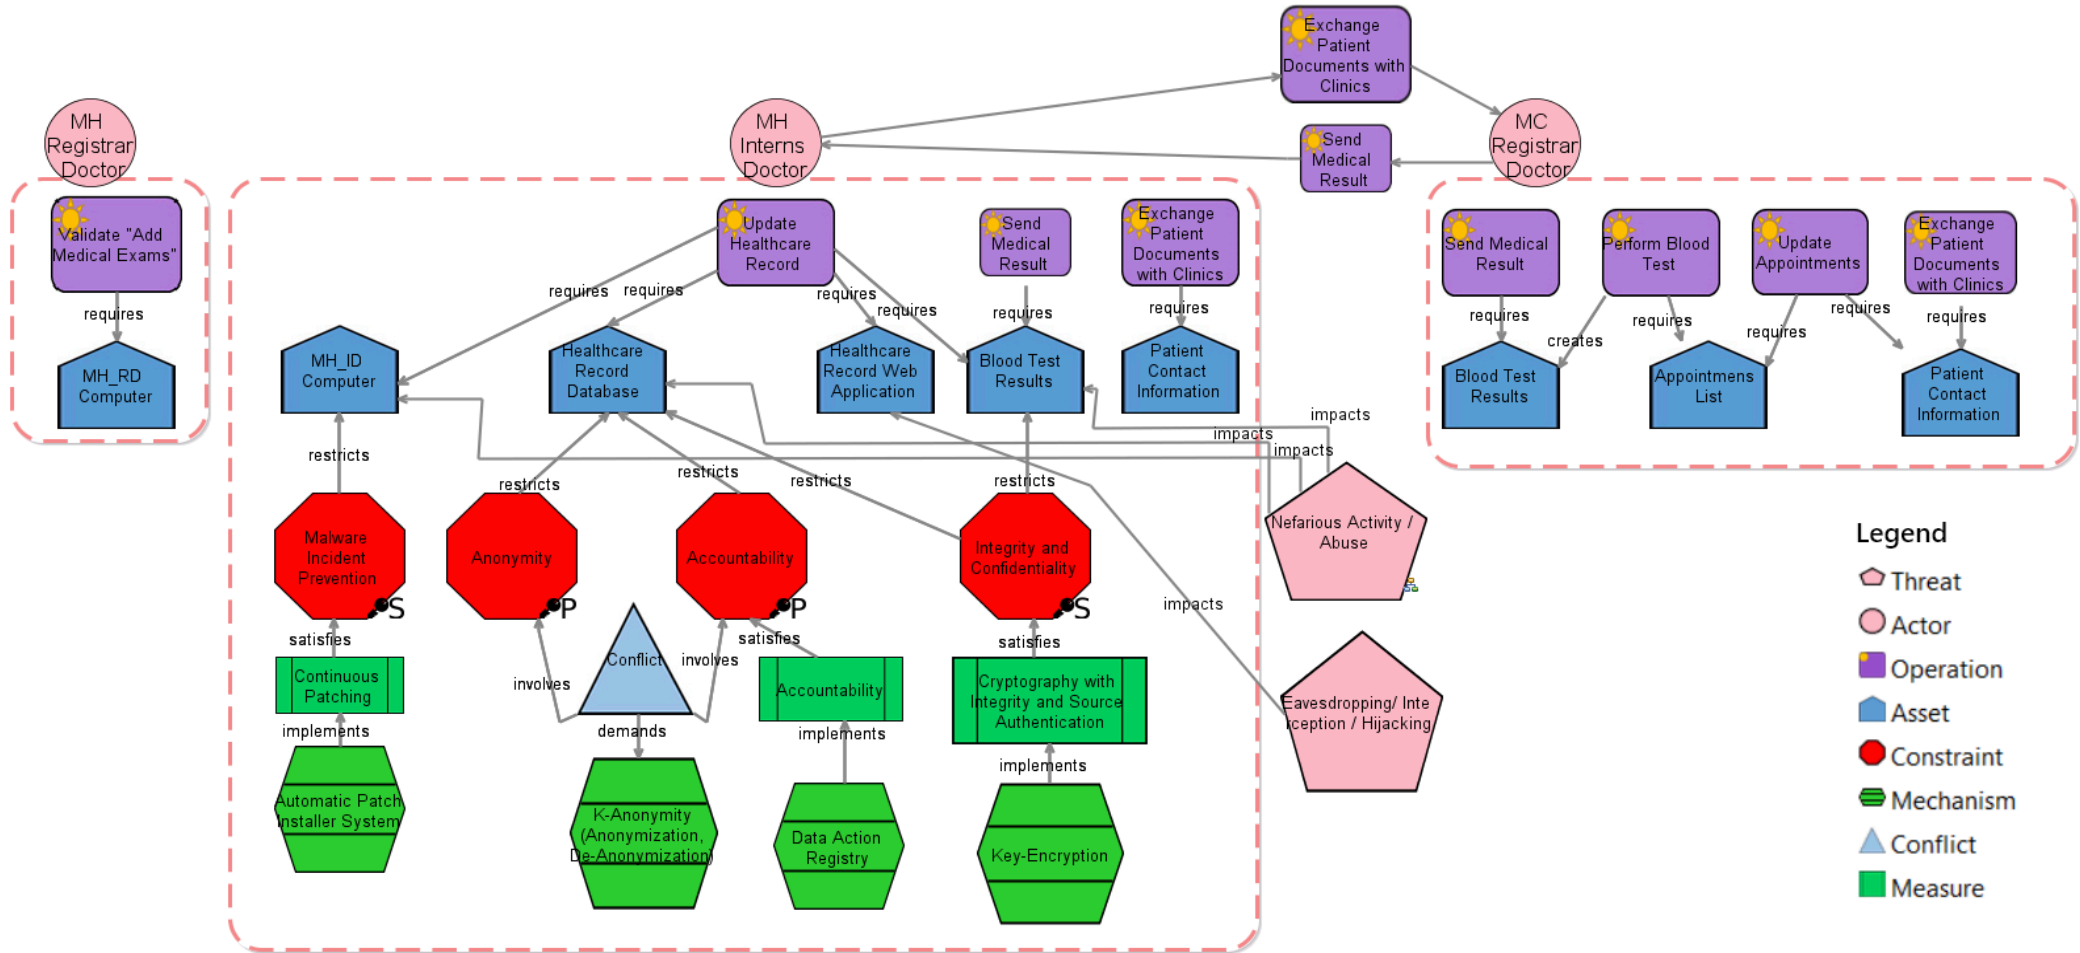 Exchange
Patient
Documents with
Clinics
MH
Registrar
Doctor
MH
Interns
Doctor
Send
Medical
Result
MC
Registrar
Doctor
Validate "Add
Medical Exams"
requires
MH_RD
Computer
Update
Healthcare
Record
Send
Medical
Result
Exchange
Patient
Documents
with Clinics
requires
requires
requires
requires
requires
requires
MH_ID
Computer
Healthcare
Record
Database
Healthcare
Record Web
Application
Blood Test
Results
Patient
Contact
Information
Send Medical
Result
Perform Blood
Test
Update
Appointments
Exchange
Patient
Documents
with Clinics
requires
creates
requires
requires
requires
requires
Blood Test
Results
Appointmens
List
Patient
Contact
Information
impacts
impacts
impacts
restricts
restricts
restricts
restricts
restricts
Malware
Incident
Prevention
S
Anonymity
P
Accountability
P
Integrity and
Confidentiality
S
Nefarious Activity /
Abuse
impacts
satisfies
Conflict
involves
involves
satisfies
satisfies
Continuous
Patching
Accountability
Cryptography with
Integrity and Source
Authentication
Eavesdropping/ Inte
rception / Hijacking
implements
demands
implements
implements
Automatic Patch
Installer System
K-Anonymity
(Anonymization,
De-Anonymization)
Data Action
Registry
Key-Encryption
Legend
Threat
Actor
Operation
Asset
Constraint
Mechanism
Conflict
Measure